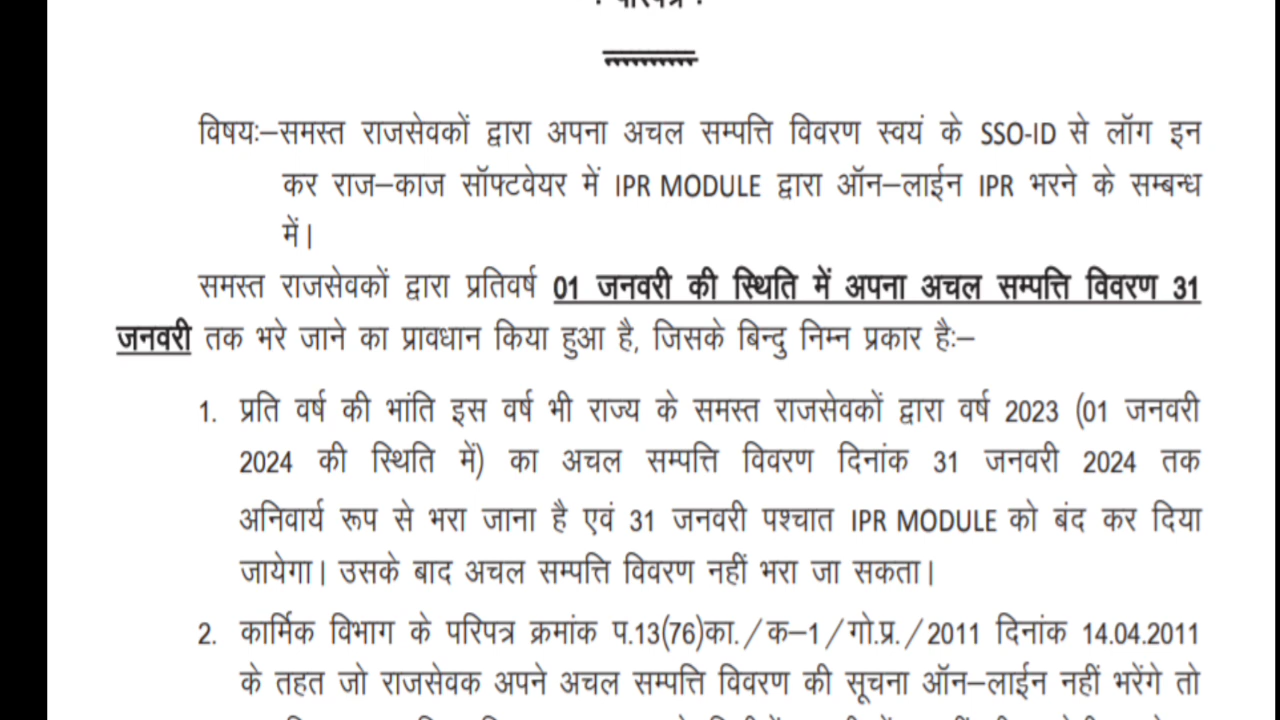 : परिपत्र :
विषयः–समस्त राजसेवकों द्वारा अपना अचल सम्पत्ति विवरण स्वयं के SSO-ID से लॉग इन
कर राज–काज सॉफ्टवेयर में IPR MODULE द्वारा ऑन–लाईन IPR भरने के सम्बन्ध
में।
समस्त राजसेवकों द्वारा प्रतिवर्ष 01 जनवरी की स्थिति में अपना अचल सम्पत्ति विवरण 31
जनवरी तक भरे जाने का प्रावधान किया हुआ है, जिसके बिन्दु निम्न प्रकार हैः–
1. प्रति वर्ष की भांति इस वर्ष भी राज्य के समस्त राजसेवकों द्वारा वर्ष 2023 (01 जनवरी
2024 की स्थिति में) का अचल सम्पत्ति विवरण दिनांक 31 जनवरी 2024 तक
अनिवार्य रूप से भरा जाना है एवं 31 जनवरी पश्चात IPR MODULE को बंद कर दिया
जायेगा। उसके बाद अचल सम्पत्ति विवरण नहीं भरा जा सकता।
2. कार्मिक विभाग के परिपत्र क्रमांक प.13(76)का./क–1/गो.प्र./2011 दिनांक 14.04.2011
के तहत जो राजसेवक अपने अचल सम्पत्ति विवरण की सूचना ऑन–लाईन नहीं भरेंगे तो